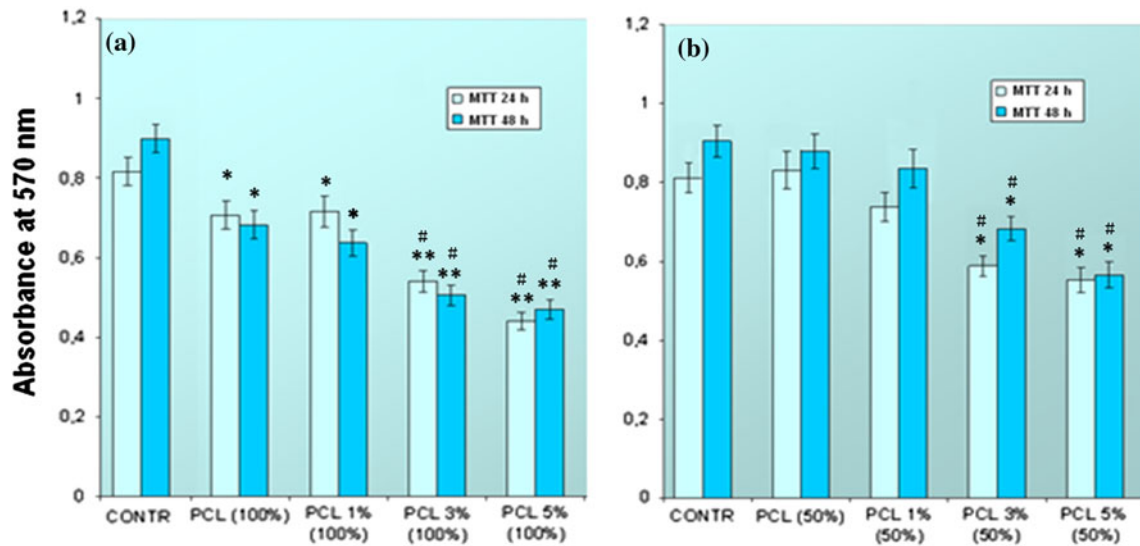 Absorbance at 570 nm
(a)
1,2
1
0,8
0,6
0,4
0,2
0
MTT 24 h
MTT 48 h
* * * *
# # # #
** ** ** **
CONTR PCL (100%) PCL 1% (100%) PCL 3% (100%) PCL 5% (100%)
(b)
1,2
1
0,8
0,6
0,4
0,2
0
MTT 24 h
MTT 48 h
# # # #
* * * *
CONTR PCL (50%) PCL 1% (50%) PCL 3% (50%) PCL 5% (50%)